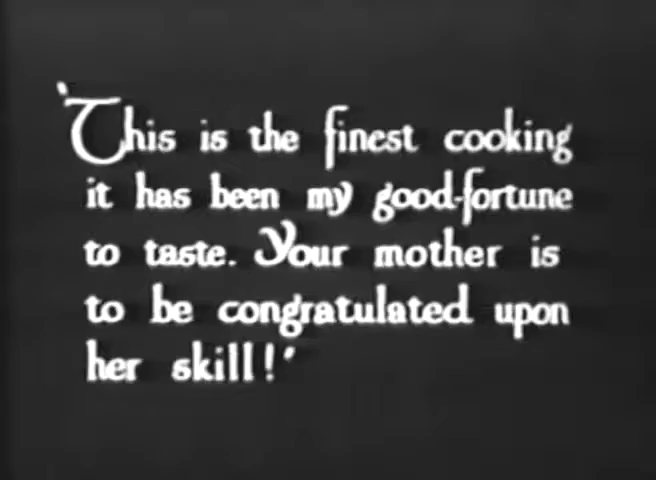 'This is the finest cooking
it has been my good-fortune
to taste. Your mother is
to be congratulated upon
her skill!'